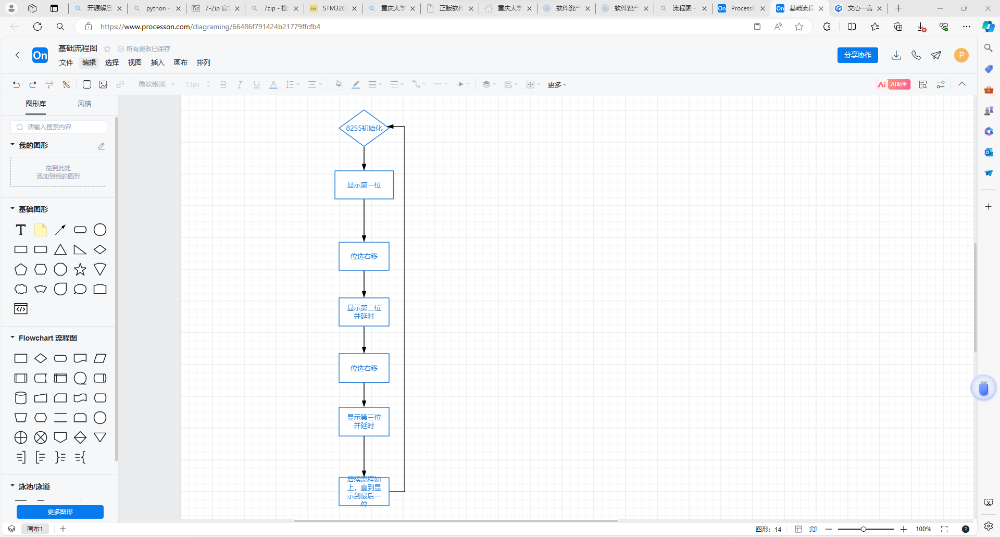 开源解压
python -
7-Zip 官方
7zip - 搜
STM32Cu
重庆大学
正版软件
重庆大学
软件资产
软件资产
流程图 -
ProcessO
基础流程
文心一言
https://www.processon.com/diagraming/66486f791424b21779ffcfb4
On
基础流程图
所有更改已保存
文件
编辑
选择
视图
插入
画布
排列
分享协作
P
微软雅黑
13px
B
I
U
A
更多
Ai
AI助手
图形库
风格
请输入搜索内容
我的图形
拖到此处
添加到我的图形
基础图形
T
Flowchart 流程图
泳池/泳道
更多图形
8255初始化
显示第一位
位选右移
显示第二位
并延时
位选右移
显示第三位
并延时
后续流程如
上，直到显
示到最后一
位
画布1
图形：14
100%